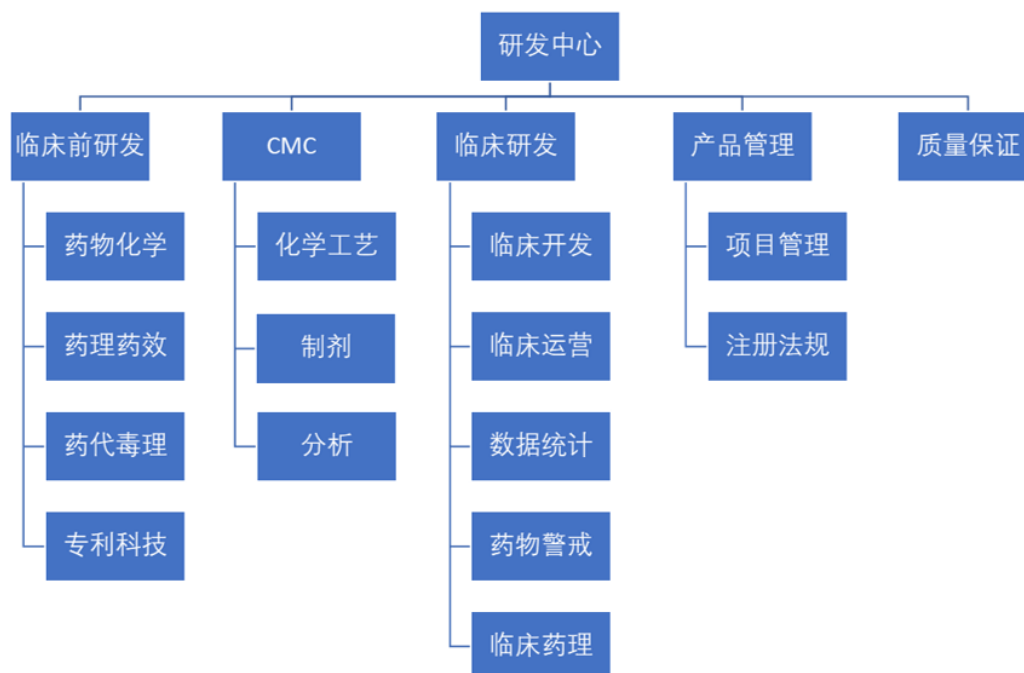 研发中心
临床前研发
CMC
临床研发
产品管理
质量保证
药物化学
化学工艺
临床开发
项目管理
药理药效
制剂
临床运营
注册法规
药代毒理
分析
数据统计
专利科技
药物警戒
临床药理